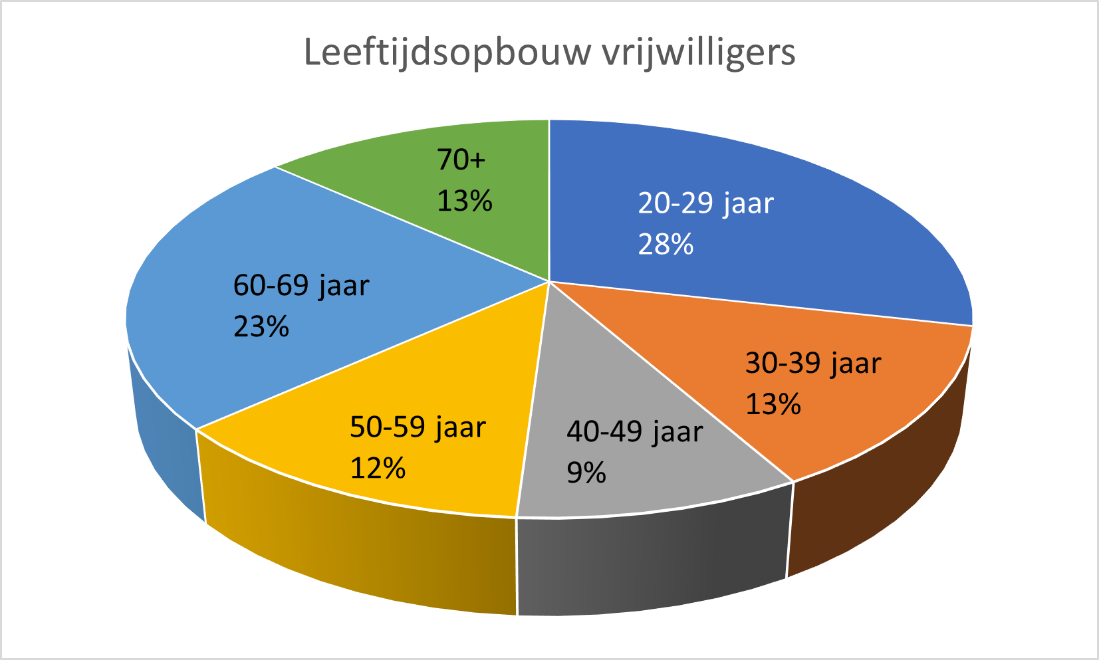 Leeftijdsopbouw vrijwilligers
70+
13%
20-29 jaar
28%
60-69 jaar
23%
30-39 jaar
13%
50-59 jaar
12%
40-49 jaar
9%